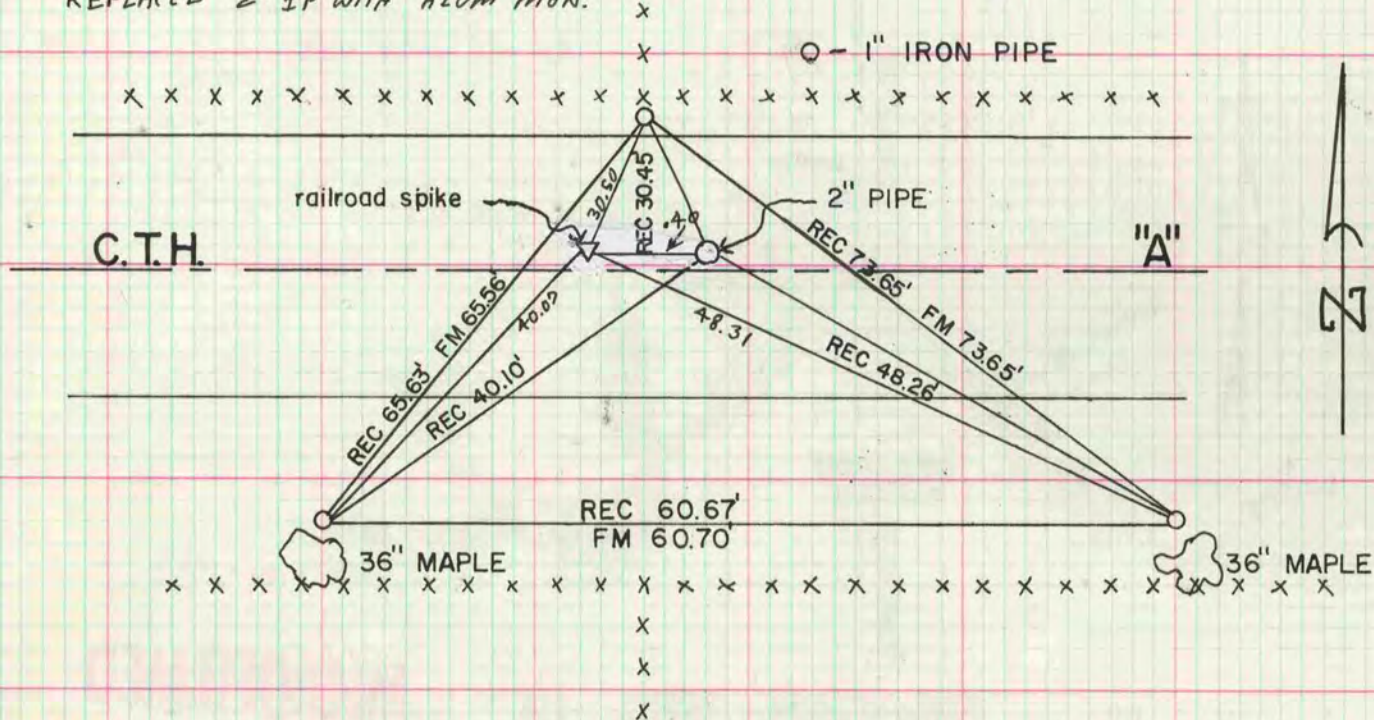 REPLACE 2" IP WITH ALUM MON.
O - 1" IRON PIPE
railroad spike
30.50
REC 30.45
.40
2" PIPE
C.T.H.
"A"
REC 73.65' FM 73.65'
REC 65.63' FM 65.56'
40.00
REC 40.10'
48.31
REC 48.26'
N
REC 60.67'
FM 60.70'
36" MAPLE
36" MAPLE